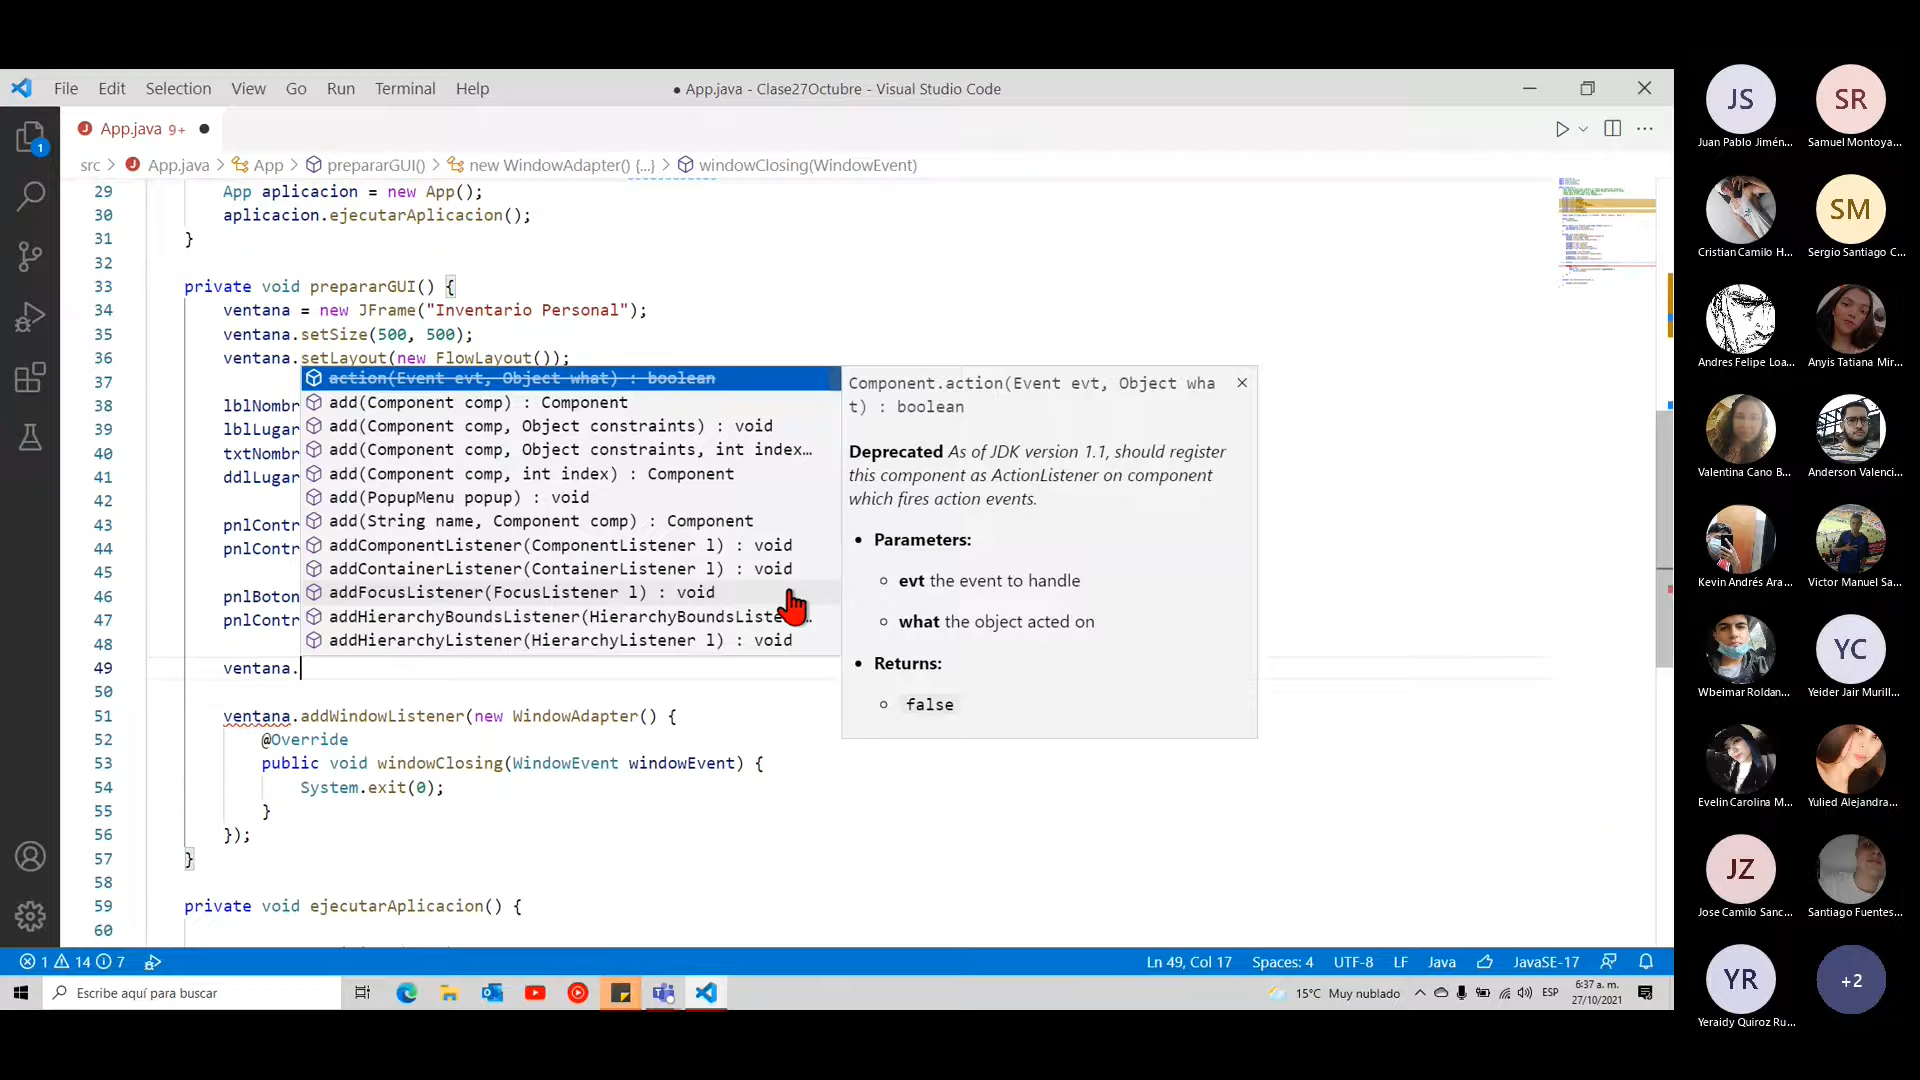 File Edit Selection View Go Run Terminal Help
● App.java - Clase27Octubre - Visual Studio Code
App.java 9+ ●
src > App.java > App > prepararGUI() > new WindowAdapter() {...} > windowClosing(WindowEvent)
29 App aplicacion = new App();
30 aplicacion.ejecutarAplicacion();
31 }
32
33 private void prepararGUI() {
34 ventana = new JFrame("Inventario Personal");
35 ventana.setSize(500, 500);
36 ventana.setLayout(new FlowLayout());
37
38 lblNombr
39 lblLugar
40 txtNombr
41 ddlLugar
42
43 pnlContr
44 pnlContr
45
46 pnlBoton
47 pnlContr
48
49 ventana.
50
51 ventana.addWindowListener(new WindowAdapter() {
52 @Override
53 public void windowClosing(WindowEvent windowEvent) {
54 System.exit(0);
55 }
56 });
57 }
58
59 private void ejecutarAplicacion() {
60
action(Event evt, Object what) : boolean
add(Component comp) : Component
add(Component comp, Object constraints) : void
add(Component comp, Object constraints, int index...
add(Component comp, int index) : Component
add(PopupMenu popup) : void
add(String name, Component comp) : Component
addComponentListener(ComponentListener l) : void
addContainerListener(ContainerListener l) : void
addFocusListener(FocusListener l) : void
addHierarchyBoundsListener(HierarchyBoundsListe
addHierarchyListener(HierarchyListener l) : void
Component.action(Event evt, Object wha
t) : boolean
Deprecated As of JDK version 1.1, should register
this component as ActionListener on component
which fires action events.
Parameters:
evt the event to handle
what the object acted on
Returns:
false
1 14 7
Ln 49, Col 17 Spaces: 4 UTF-8 LF Java JavaSE-17
Escribe aquí para buscar
15°C Muy nublado ESP
6:37 a. m.
27/10/2021
1
JS SR
Juan Pablo Jimén... Samuel Montoya...
SM
Cristian Camilo H... Sergio Santiago C...
Andres Felipe Loa... Anyis Tatiana Mir...
Valentina Cano B... Anderson Valenci...
Kevin Andrés Ara... Victor Manuel Sa...
YC
Wbeimar Roldan... Yeider Jair Murill...
Evelin Carolina M... Yulied Alejandra...
JZ
Jose Camilo Sanc... Santiago Fuentes...
YR +2
Yeraidy Quiroz Ru...